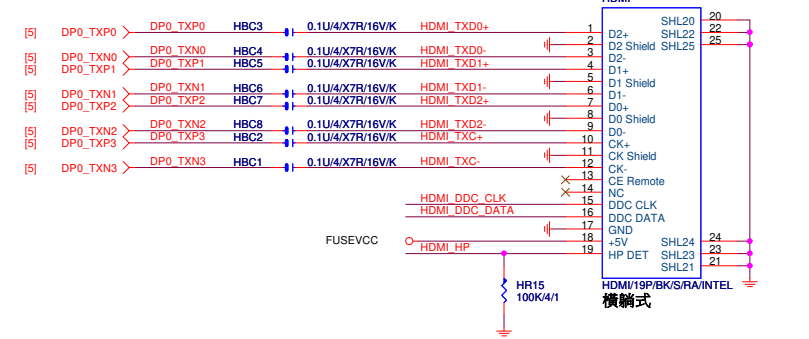 HDMI
[5] DP0_TXP0 DP0_TXP0 HBC3 0.1U/4/X7R/16V/K HDMI_TXD0+ 1 D2+ SHL20 20
SHL22 22
[5] DP0_TXN0 DP0_TXN0 HBC4 0.1U/4/X7R/16V/K HDMI_TXD0- 2 D2 Shield SHL25 25
[5] DP0_TXP1 DP0_TXP1 HBC5 0.1U/4/X7R/16V/K HDMI_TXD1+ 3 D2-
4 D1+
5 D1 Shield
[5] DP0_TXN1 DP0_TXN1 HBC6 0.1U/4/X7R/16V/K HDMI_TXD1- 6 D1-
[5] DP0_TXP2 DP0_TXP2 HBC7 0.1U/4/X7R/16V/K HDMI_TXD2+ 7 D0+
8 D0 Shield
[5] DP0_TXN2 DP0_TXN2 HBC8 0.1U/4/X7R/16V/K HDMI_TXD2- 9 D0-
[5] DP0_TXP3 DP0_TXP3 HBC2 0.1U/4/X7R/16V/K HDMI_TXC+ 10 CK+
11 CK Shield
[5] DP0_TXN3 DP0_TXN3 HBC1 0.1U/4/X7R/16V/K HDMI_TXC- 12 CK-
13 CE Remote
14 NC
HDMI_DDC_CLK 15 DDC CLK
HDMI_DDC_DATA 16 DDC DATA
17 GND
FUSEVCC 18 +5V SHL24 24
HDMI_HP 19 HP DET SHL23 23
SHL21 21
HR15
100K/4/1
HDMI/19P/BK/S/RA/INTEL
橫躺式